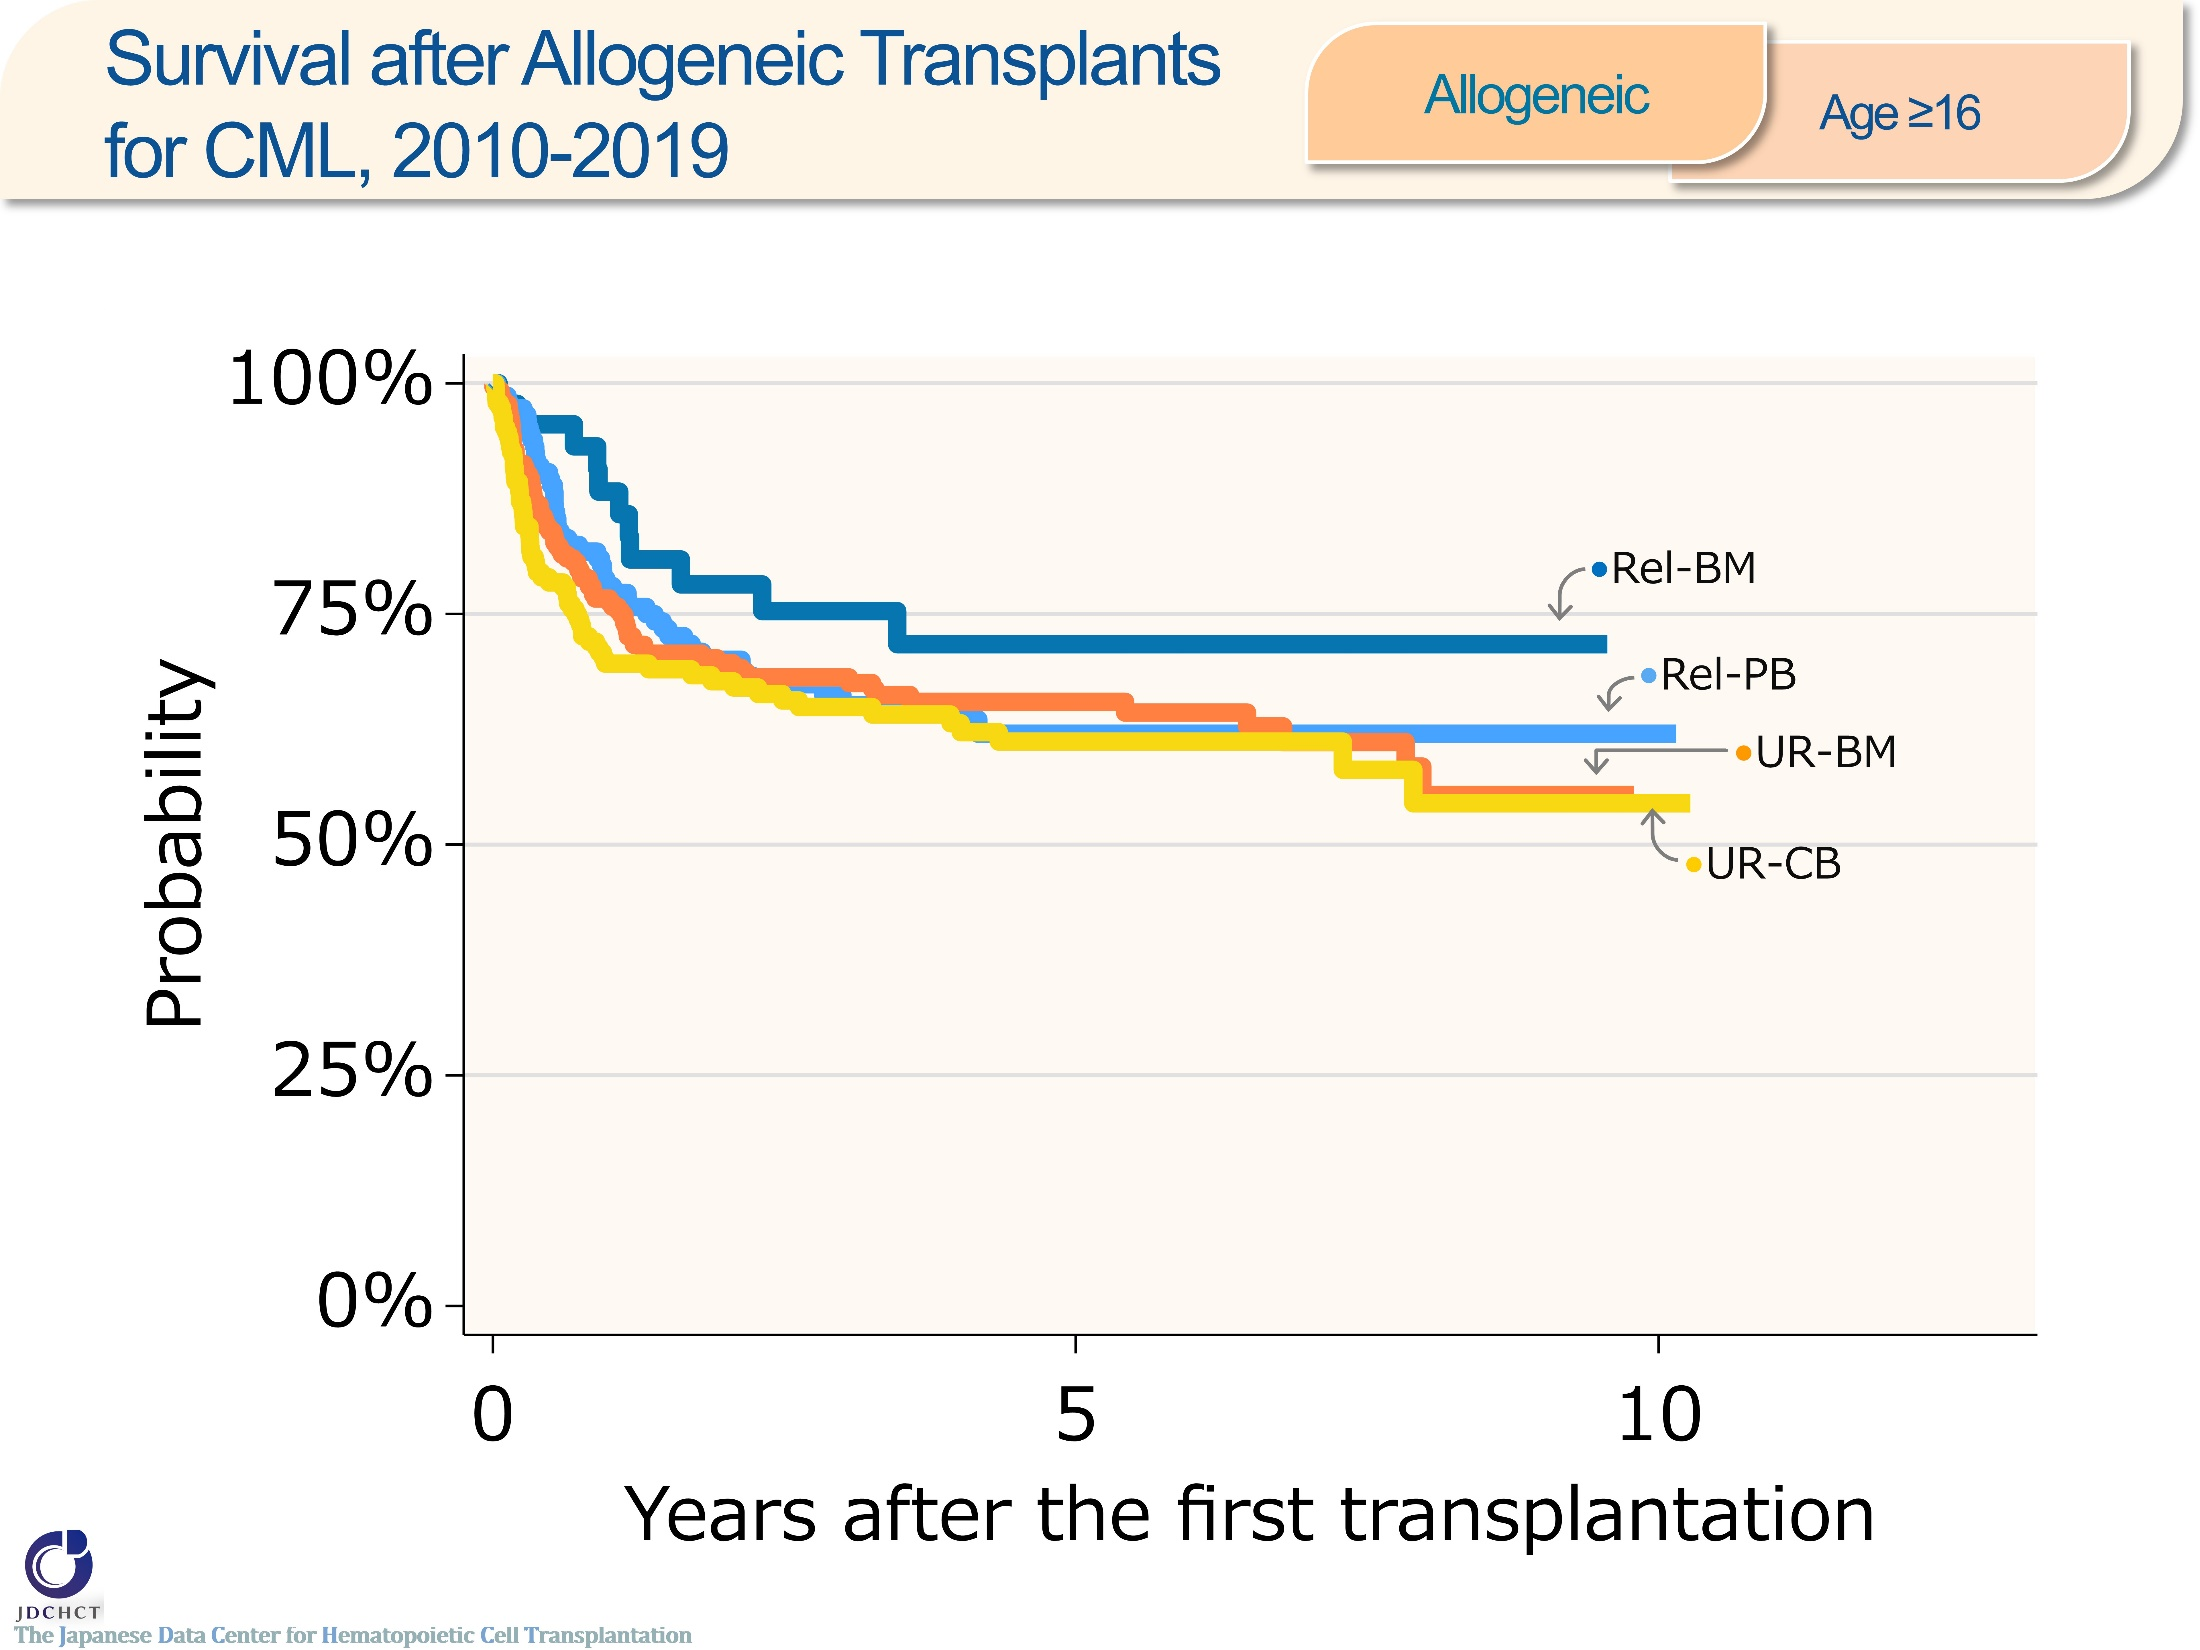 Survival after Allogeneic Transplants
for CML, 2010-2019
Allogeneic
Age ≥16
100%
75%
50%
25%
0%
Probability
Rel-BM
Rel-PB
UR-BM
UR-CB
0 5 10
Years after the first transplantation
JDCHCT
The Japanese Data Center for Hematopoietic Cell Transplantation